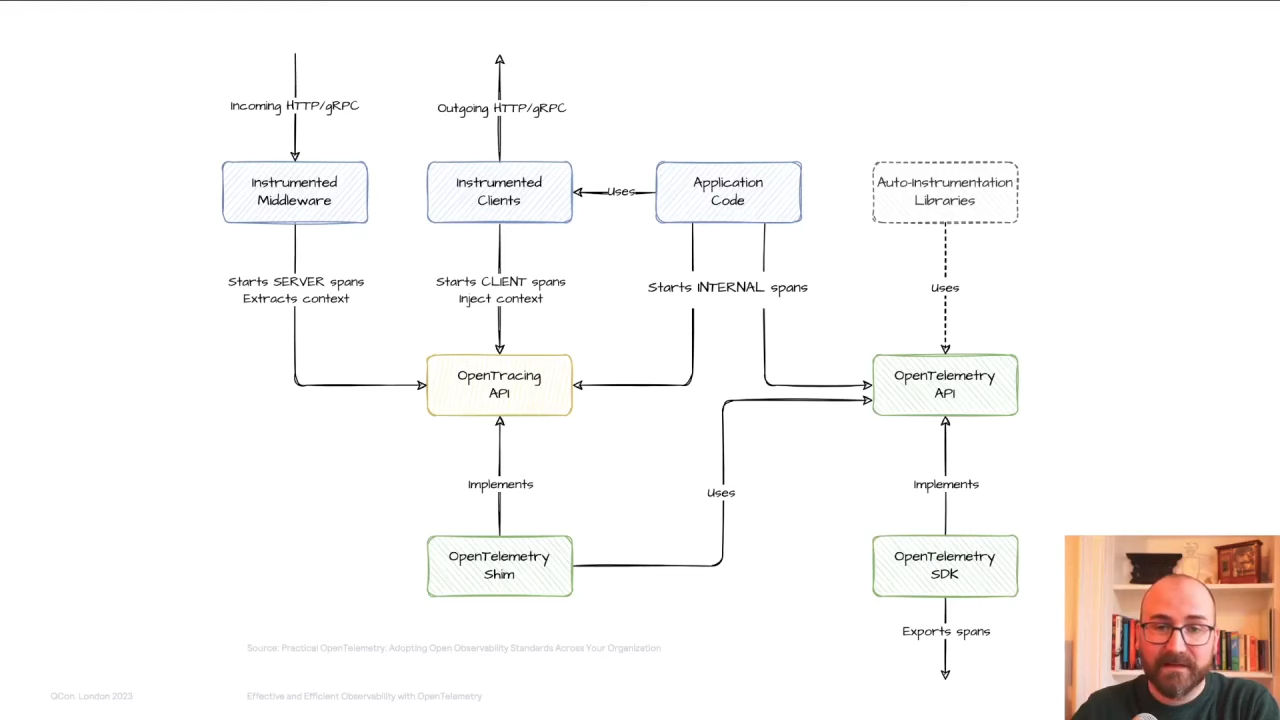 Incoming HTTP/gRPC
Outgoing HTTP/gRPC
Instrumented
Middleware
Instrumented
Clients
Uses
Application
Code
Auto-Instrumentation
Libraries
Starts SERVER spans
Extracts context
Starts CLIENT spans
Inject context
Starts INTERNAL spans
Uses
OpenTracing
API
OpenTelemetry
API
Implements
Uses
Implements
OpenTelemetry
Shim
OpenTelemetry
SDK
Exports spans
Source: Practical OpenTelemetry: Adopting Open Observability Standards Across Your Organization
QCon London 2023
Effective and Efficient Observability with OpenTelemetry